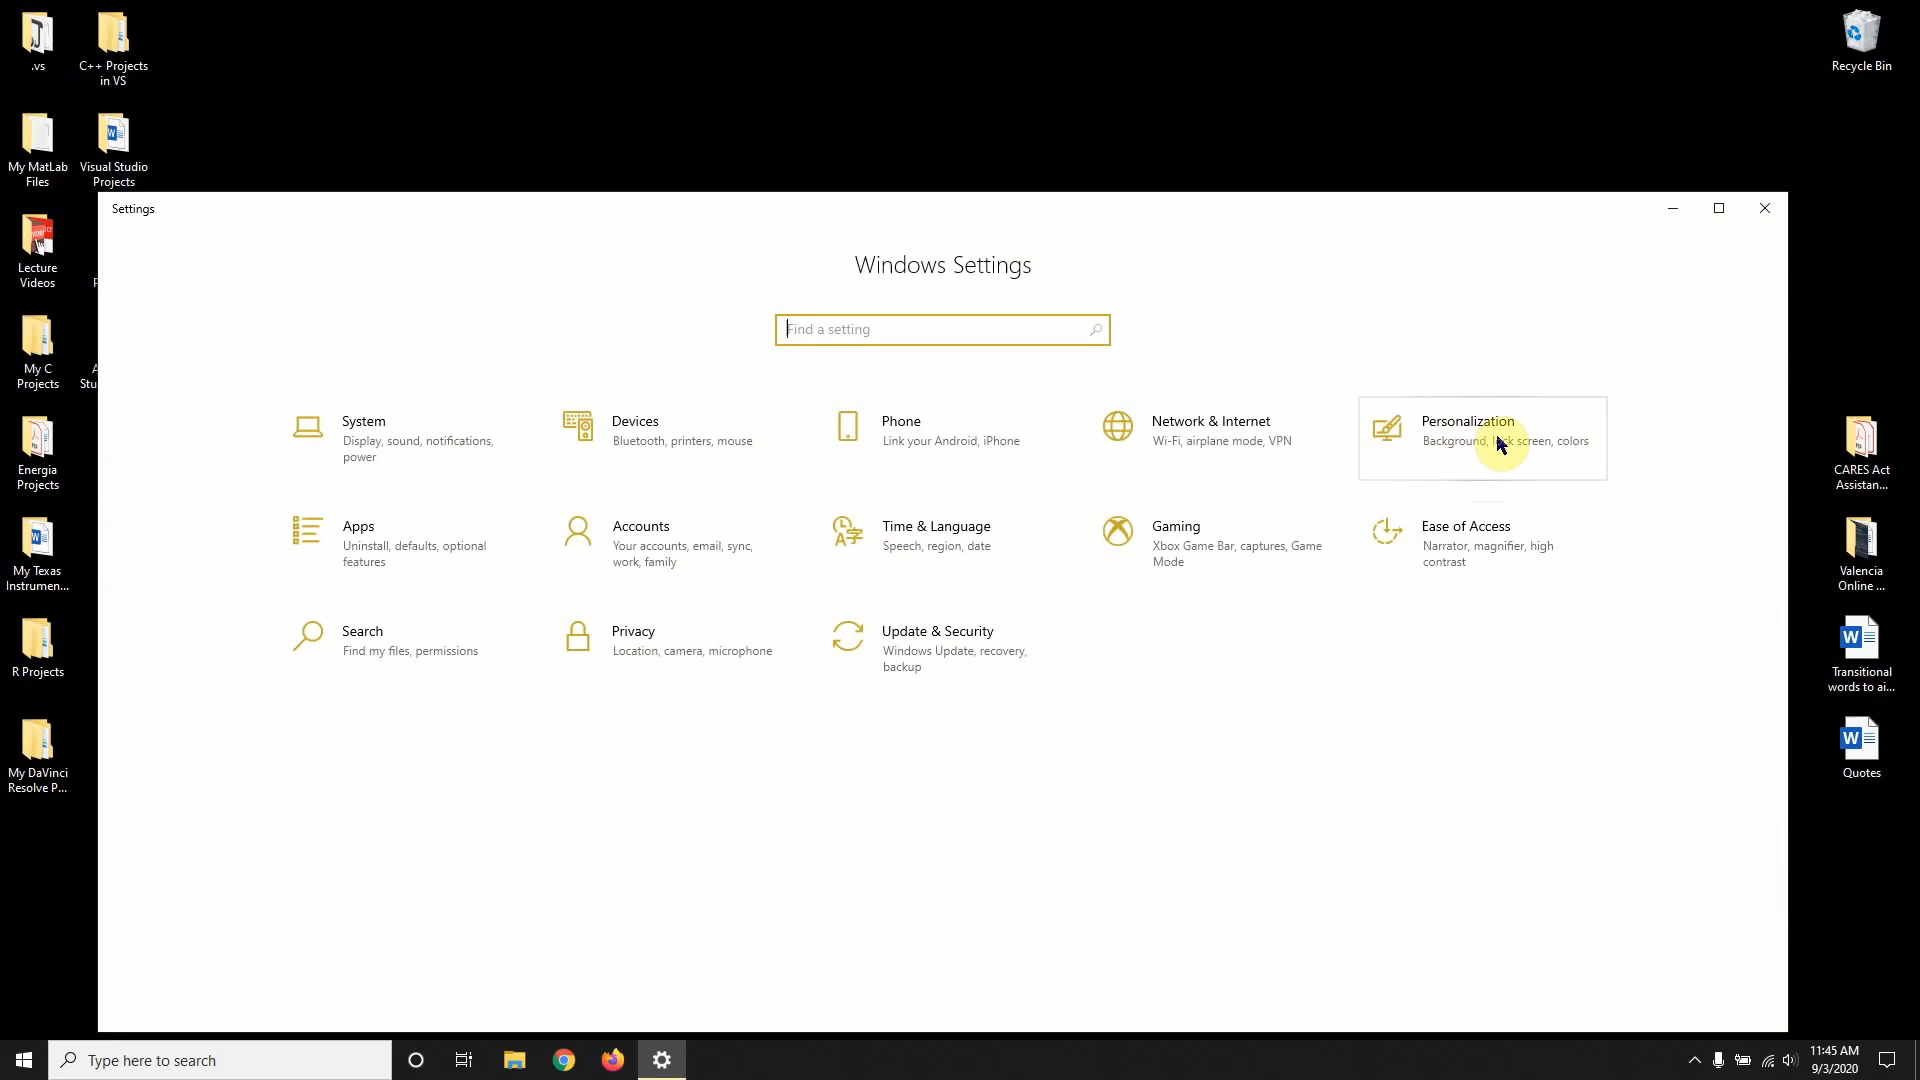 .vs
C++ Projects
in VS
My MatLab
Files
Visual Studio
Projects
Lecture
Videos
My C
Projects
Stu
Energia
Projects
My Texas
Instrumen...
R Projects
My DaVinci
Resolve P...
Recycle Bin
CARES Act
Assistan...
Valencia
Online ...
Transitional
words to ai...
Quotes
Settings
Windows Settings
Find a setting
System
Display, sound, notifications,
power
Devices
Bluetooth, printers, mouse
Phone
Link your Android, iPhone
Network & Internet
Wi-Fi, airplane mode, VPN
Personalization
Background, lock screen, colors
Apps
Uninstall, defaults, optional
features
Accounts
Your accounts, email, sync,
work, family
Time & Language
Speech, region, date
Gaming
Xbox Game Bar, captures, Game
Mode
Ease of Access
Narrator, magnifier, high
contrast
Search
Find my files, permissions
Privacy
Location, camera, microphone
Update & Security
Windows Update, recovery,
backup
Type here to search
11:45 AM
9/3/2020